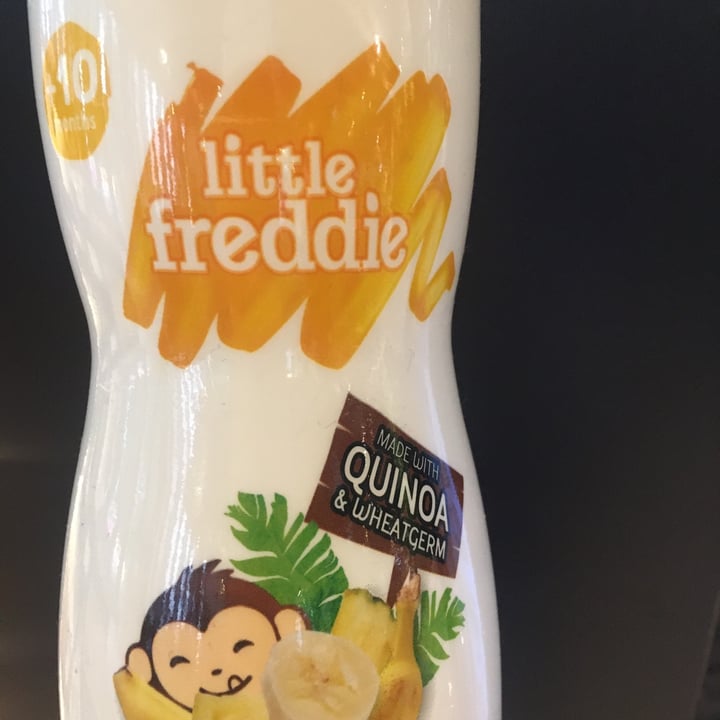 10
months
little
freddie
MADE WITH
QUINOA
& WHEATGERM